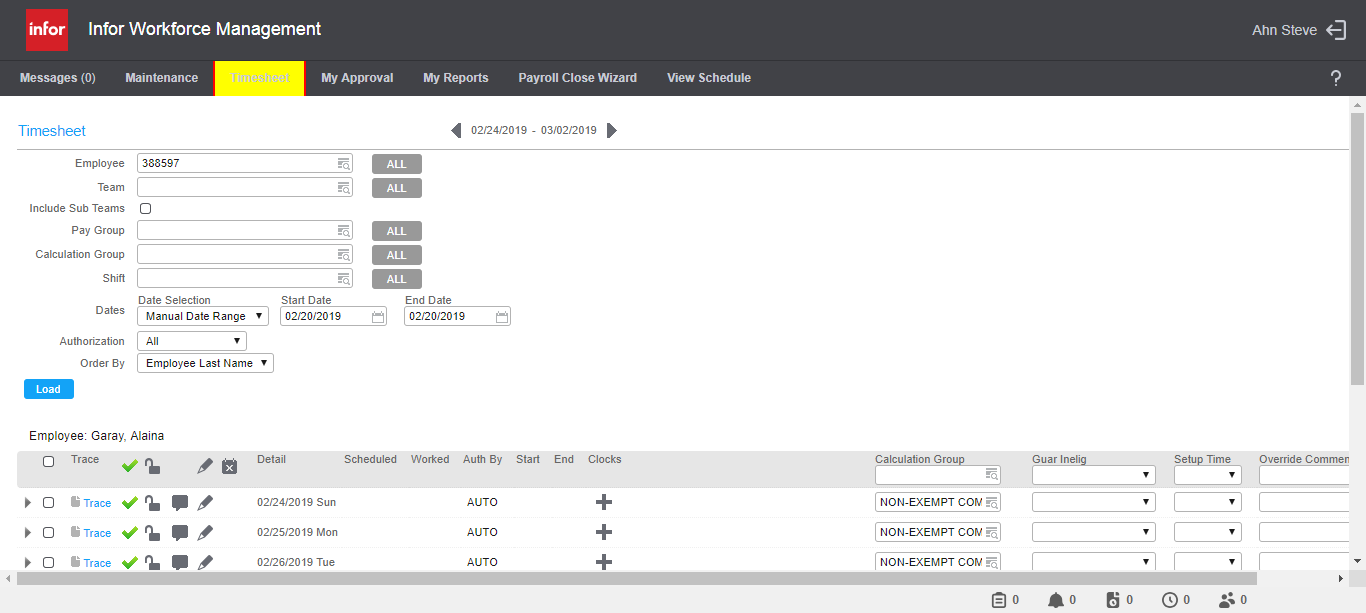 infor Infor Workforce Management Ahn Steve
Messages (0) Maintenance Timesheet My Approval My Reports Payroll Close Wizard View Schedule ?
Timesheet 02/24/2019 - 03/02/2019
Employee 388597 ALL
Team ALL
Include Sub Teams
Pay Group ALL
Calculation Group ALL
Shift ALL
Date Selection Start Date End Date
Dates Manual Date Range 02/20/2019 02/20/2019
Authorization All
Order By Employee Last Name
Load
Employee: Garay, Alaina
Trace Detail Scheduled Worked Auth By Start End Clocks Calculation Group Guar Inelig Setup Time Override Commen
Trace 02/24/2019 Sun AUTO NON-EXEMPT COM
Trace 02/25/2019 Mon AUTO NON-EXEMPT COM
Trace 02/26/2019 Tue AUTO NON-EXEMPT COM
0 0 0 0 0